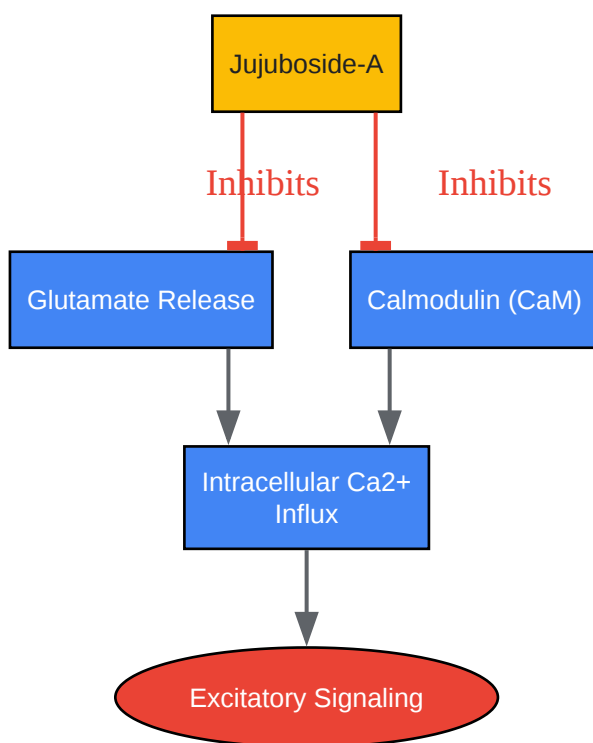 Jujuboside-A
Inhibits
Inhibits
Glutamate Release
Calmodulin (CaM)
Intracellular Ca2+
Influx
Excitatory Signaling